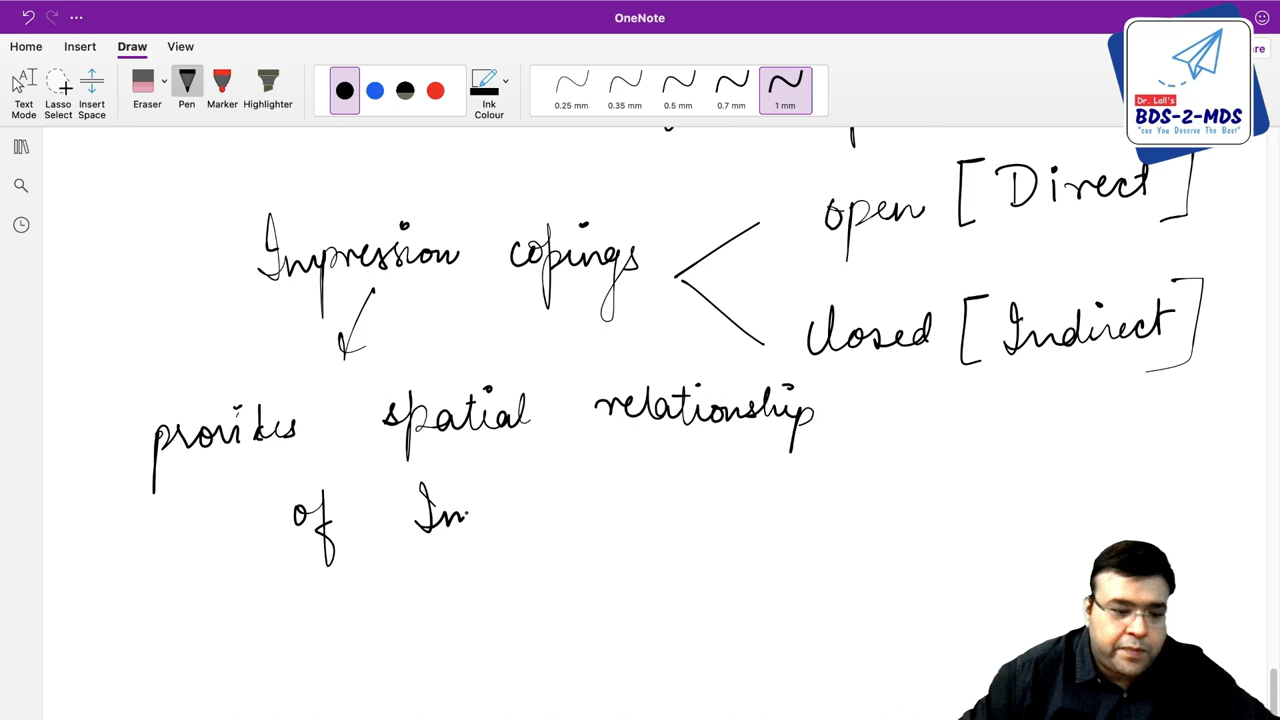 OneNote
Home Insert Draw View
Text Mode
Lasso Select
Insert Space
Eraser
Pen
Marker
Highlighter
Ink Colour
0.25 mm
0.35 mm
0.5 mm
0.7 mm
1 mm
Dr. Lall's
BDS-2-MDS
"cos You Deserve The Best"
open [Direct]
Impression copings
closed [Indirect]
provides spatial relationship
of Im